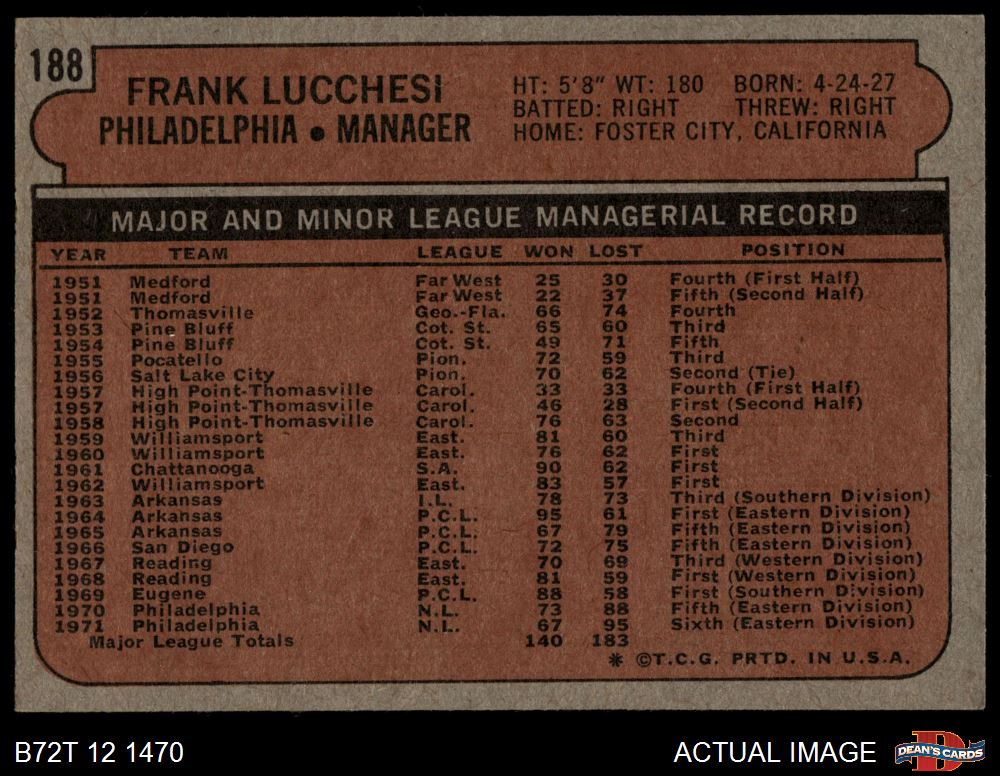 188
FRANK LUCCHESI
PHILADELPHIA • MANAGER
HT: 5'8" WT: 180 BORN: 4-24-27
BATTED: RIGHT THREW: RIGHT
HOME: FOSTER CITY, CALIFORNIA
MAJOR AND MINOR LEAGUE MANAGERIAL RECORD
YEAR TEAM LEAGUE WON LOST POSITION
1951 Medford Far West 25 30 Fourth (First Half)
1951 Medford Far West 22 37 Fifth (Second Half)
1952 Thomasville Geo.-Fla. 66 74 Fourth
1953 Pine Bluff Cot. St. 65 60 Third
1954 Pine Bluff Cot. St. 49 71 Fifth
1955 Pocatello Pion. 72 59 Third
1956 Salt Lake City Pion. 70 62 Second (Tie)
1957 High Point-Thomasville Carol. 33 33 Fourth (First Half)
1957 High Point-Thomasville Carol. 46 28 First (Second Half)
1958 High Point-Thomasville Carol. 76 63 Second
1959 Williamsport East. 81 60 Third
1960 Williamsport East. 76 62 First
1961 Chattanooga S.A. 90 62 First
1962 Williamsport East. 83 57 First
1963 Arkansas I.L. 78 73 Third (Southern Division)
1964 Arkansas P.C.L. 95 61 First (Eastern Division)
1965 Arkansas P.C.L. 67 79 Fifth (Eastern Division)
1966 San Diego P.C.L. 72 75 Fifth (Eastern Division)
1967 Reading East. 70 69 Third (Western Division)
1968 Reading East. 81 59 First (Western Division)
1969 Eugene P.C.L. 88 58 First (Southern Division)
1970 Philadelphia N.L. 73 88 Fifth (Eastern Division)
1971 Philadelphia N.L. 67 95 Sixth (Eastern Division)
Major League Totals 140 183
* ©T.C.G. PRTD. IN U.S.A.
B72T 12 1470
ACTUAL IMAGE
DEAN'S CARDS